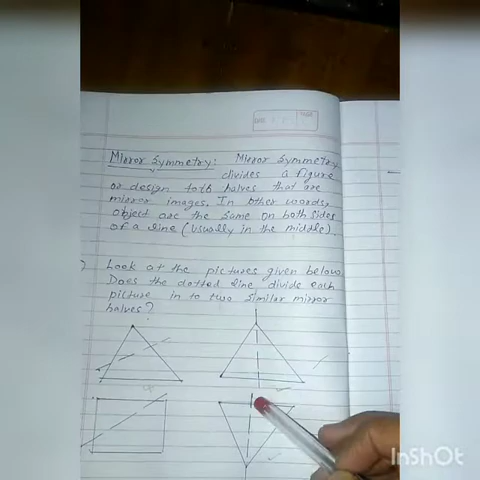 DATE
PAGE
Mirror Symmetry: Mirror Symmetry
divides a figure
or design halves that are
mirror images. In other words,
object are the same on both sides
of a line (usually in the middle).
Look at the pictures given below
Does the dotted line divide each
picture in to two similar mirror
halves?
InShOt